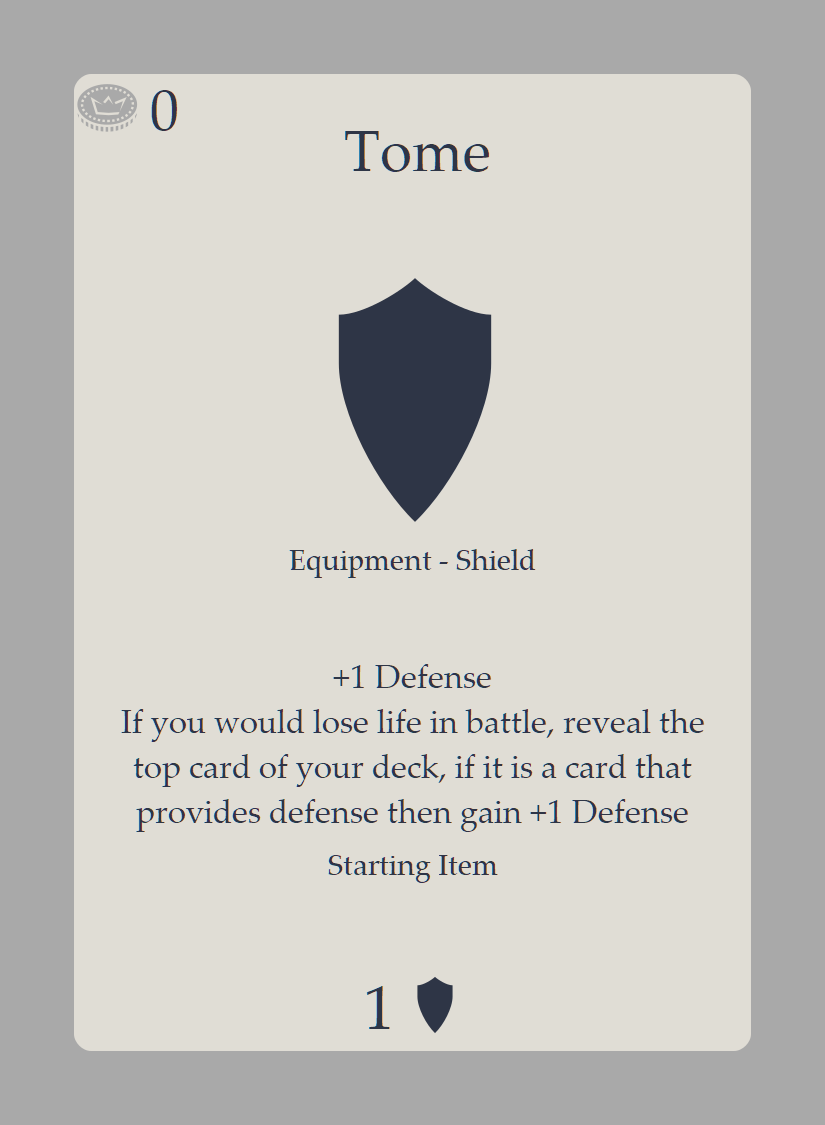 0
Tome
Equipment - Shield
+1 Defense
If you would lose life in battle, reveal the
top card of your deck, if it is a card that
provides defense then gain +1 Defense
Starting Item
1